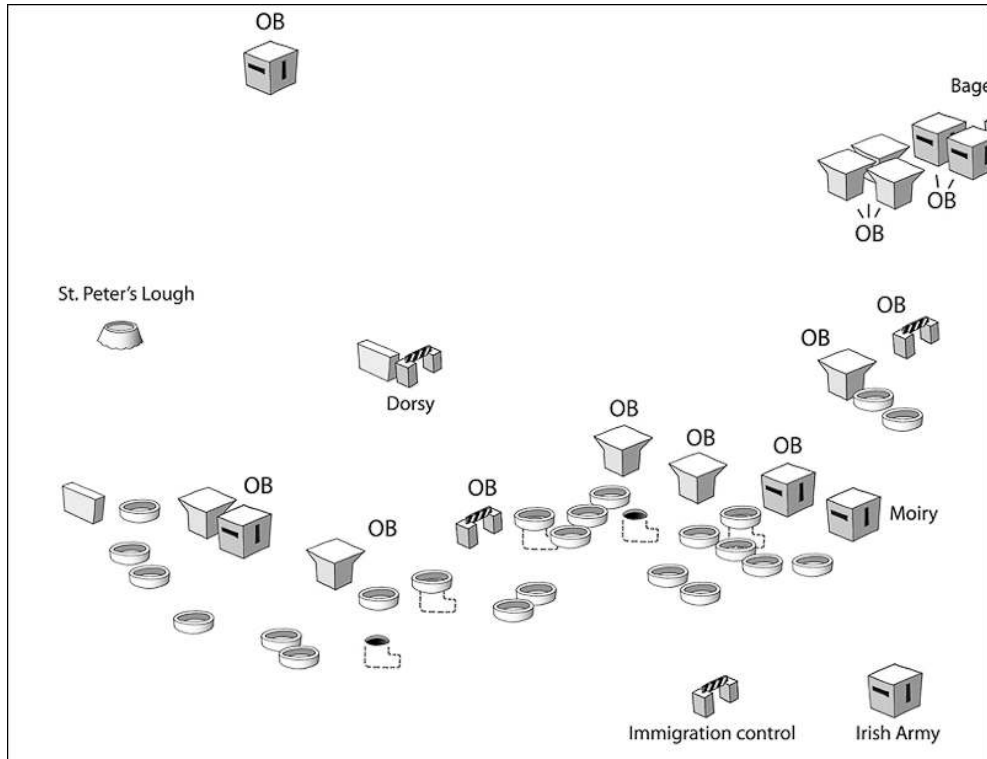 OB
Bage
OB
OB
St. Peter's Lough
OB
OB
Dorsy
OB
OB
OB
OB
OB
OB
Moiry
Immigration control
Irish Army